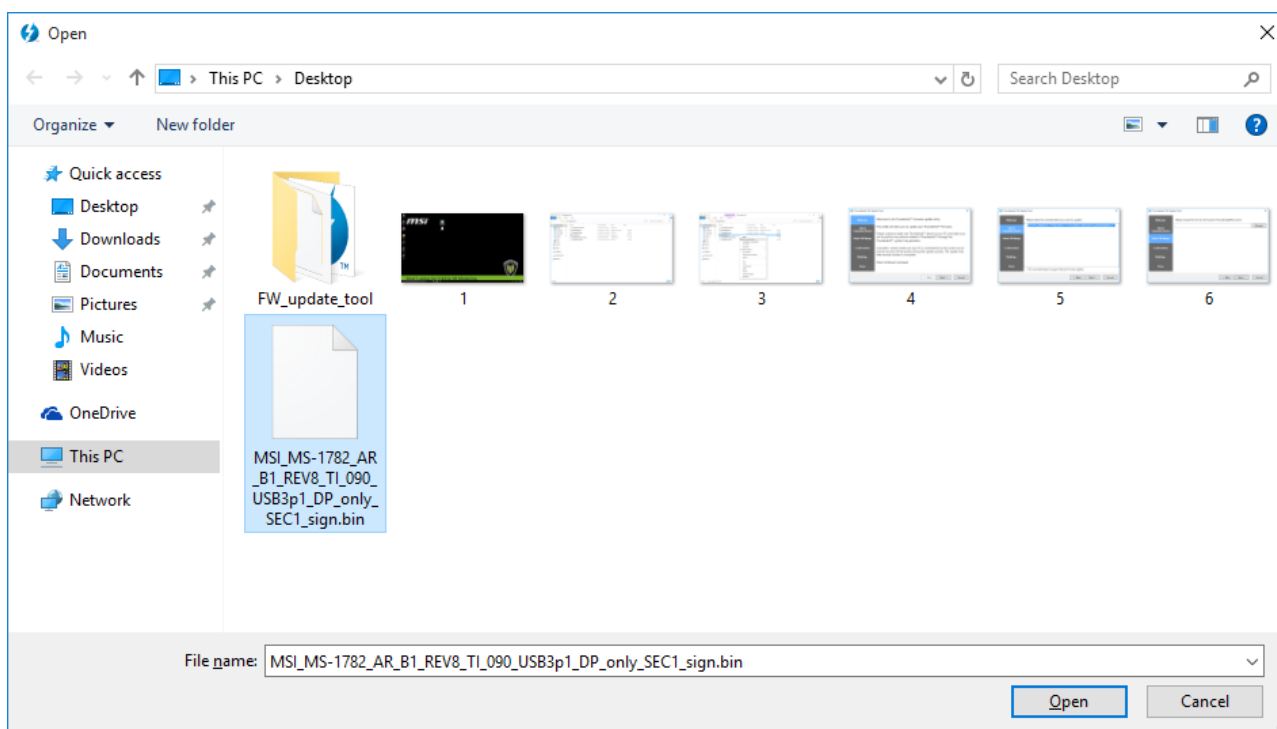 Open
This PC > Desktop
Search Desktop
Organize
New folder
Quick access
Desktop
Downloads
Documents
Pictures
Music
Videos
OneDrive
This PC
Network
TM
FW_update_tool
msi
1
2
3
4
5
6
MSI_MS-1782_AR
_B1_REV8_TI_090_
USB3p1_DP_only_
SEC1_sign.bin
File name: MSI_MS-1782_AR_B1_REV8_TI_090_USB3p1_DP_only_SEC1_sign.bin
Open
Cancel